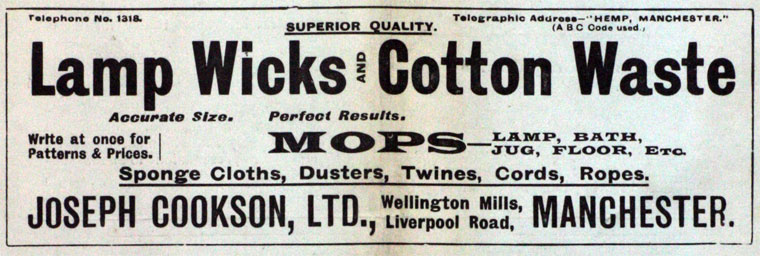 Telephone No. 1318.
SUPERIOR QUALITY.
Telegraphic Address—"HEMP, MANCHESTER."
(A B C Code used.)
Lamp Wicks AND Cotton Waste
Accurate Size. Perfect Results.
Write at once for
Patterns & Prices.
MOPS—LAMP, BATH,
JUG, FLOOR, ETC.
Sponge Cloths, Dusters, Twines, Cords, Ropes.
JOSEPH COOKSON, LTD., Wellington Mills,
Liverpool Road, MANCHESTER.